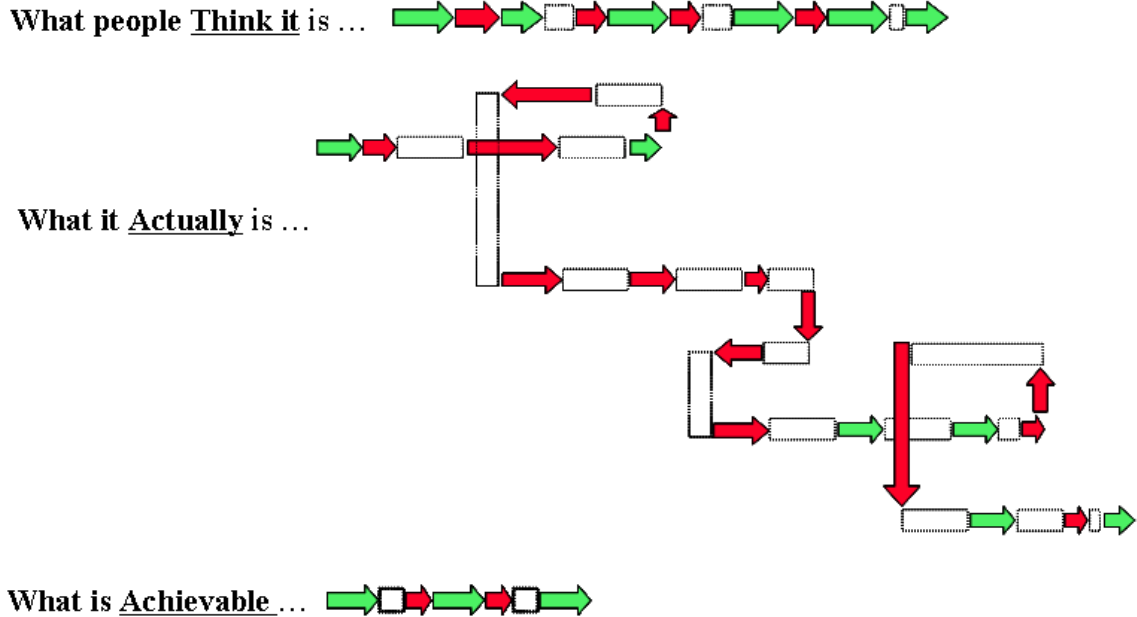 What people Think it is ...
What it Actually is ...
What is Achievable ...